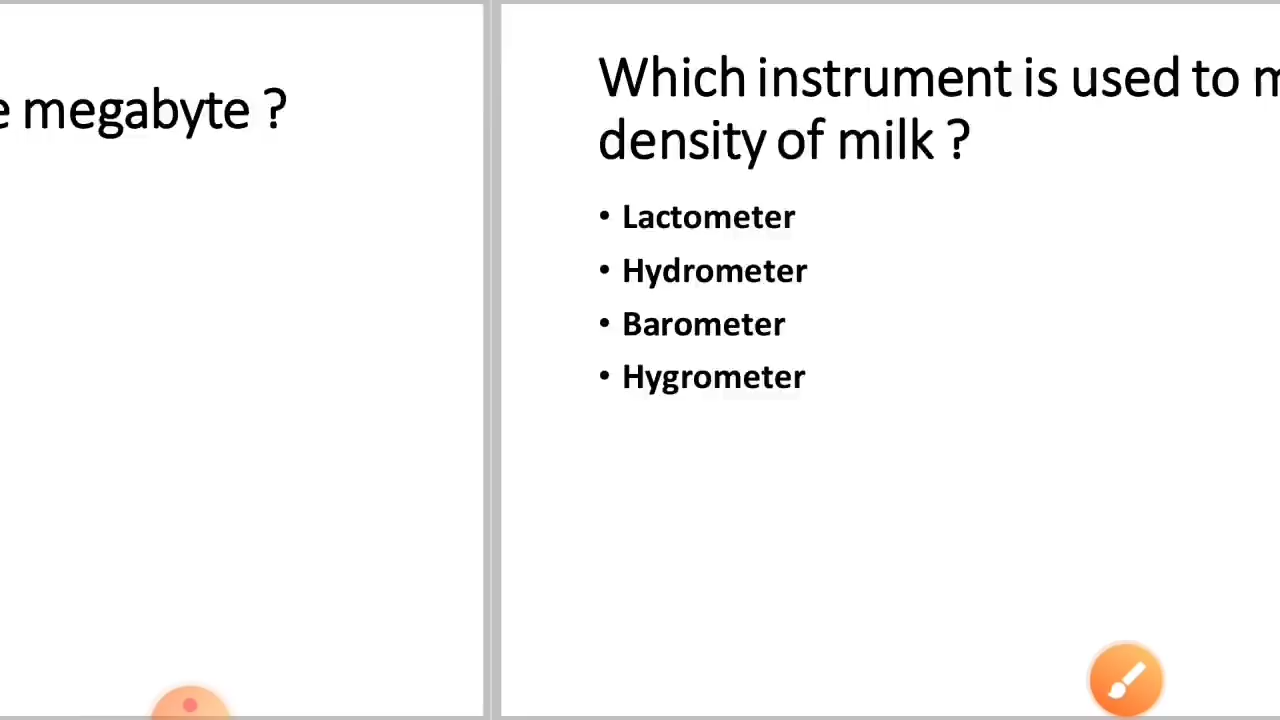 e megabyte ?
Which instrument is used to m
density of milk ?
• Lactometer
• Hydrometer
• Barometer
• Hygrometer